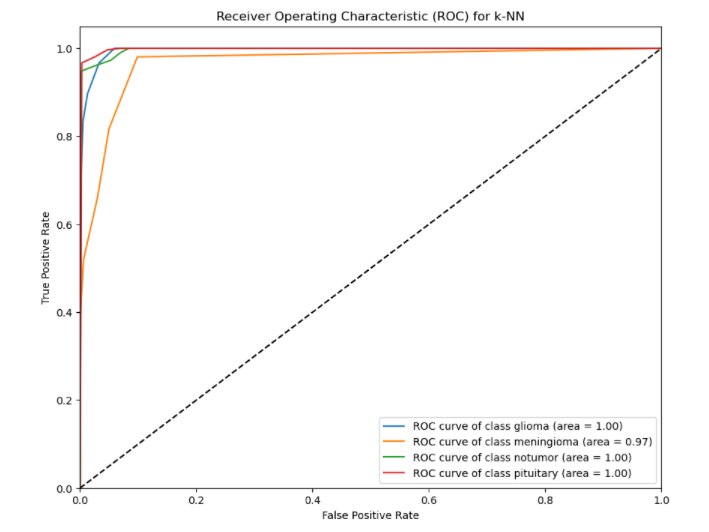 Receiver Operating Characteristic (ROC) for k-NN
1.0
0.8
0.6
0.4
0.2
0.0
True Positive Rate
0.0 0.2 0.4 0.6 0.8 1.0
False Positive Rate
ROC curve of class glioma (area = 1.00)
ROC curve of class meningioma (area = 0.97)
ROC curve of class notumor (area = 1.00)
ROC curve of class pituitary (area = 1.00)